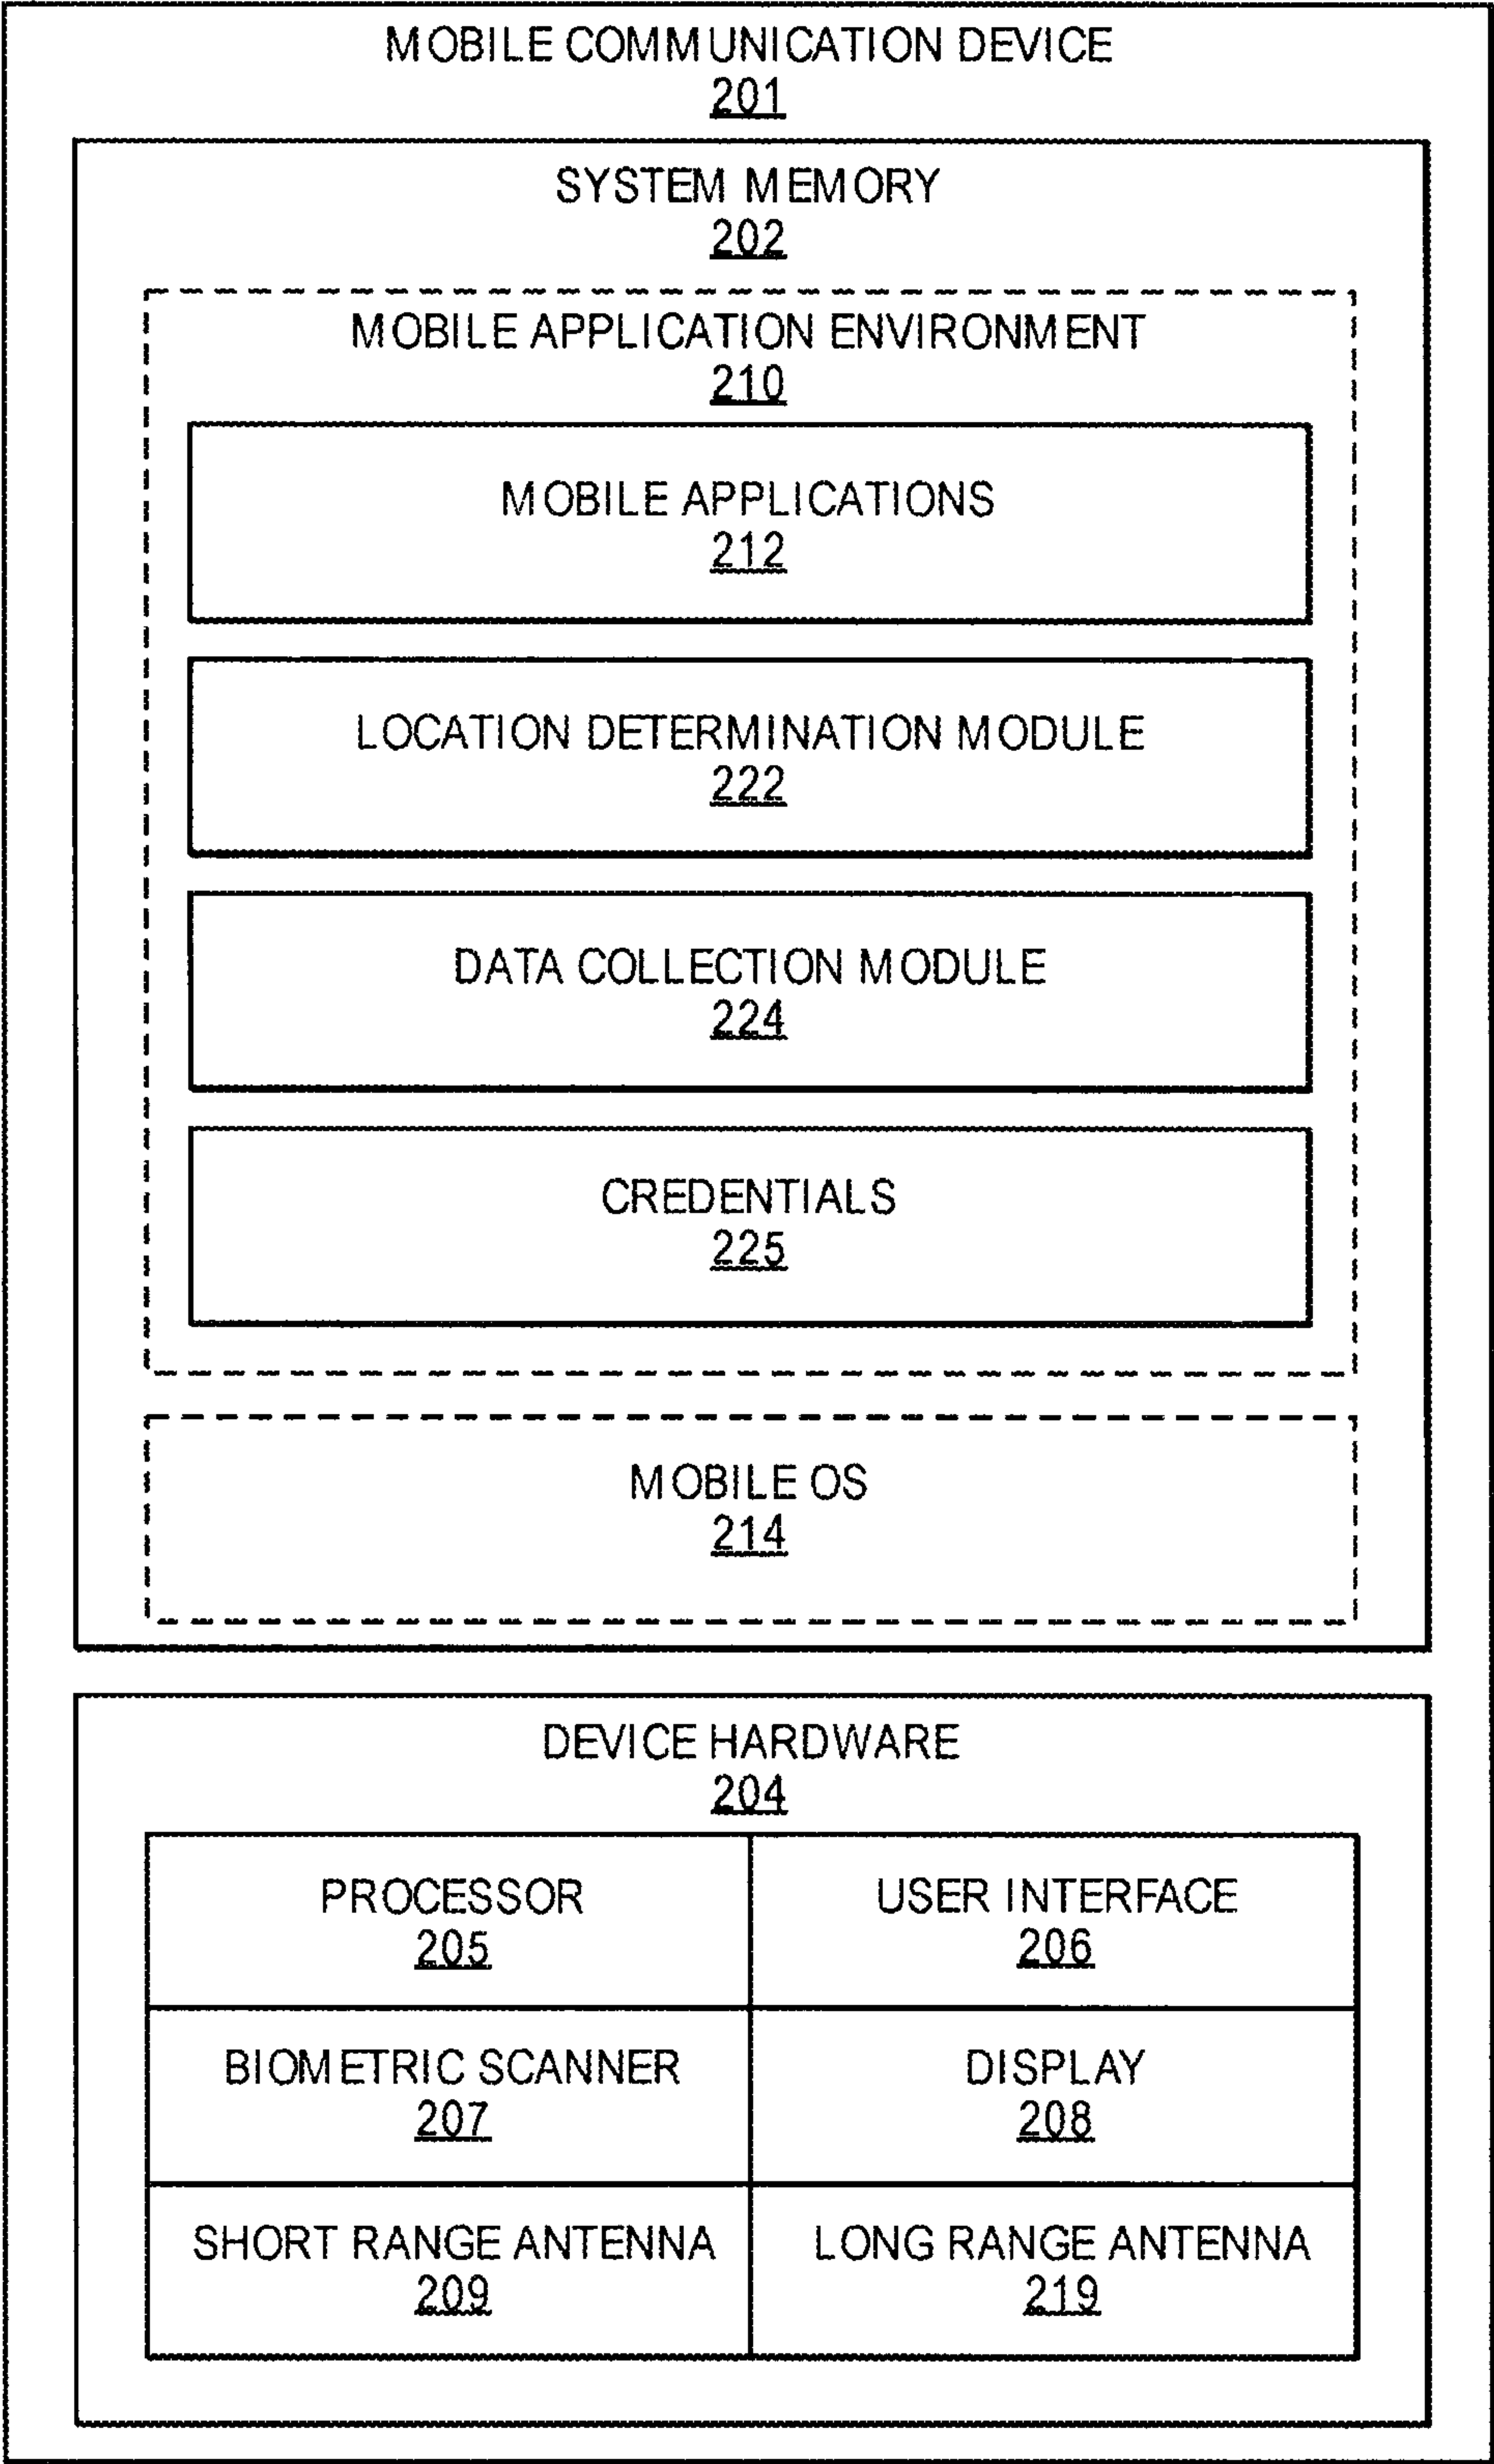 MOBILE COMMUNICATION DEVICE
201
SYSTEM MEMORY
202
MOBILE APPLICATION ENVIRONMENT
210
MOBILE APPLICATIONS
212
LOCATION DETERMINATION MODULE
222
DATA COLLECTION MODULE
224
CREDENTIALS
225
MOBILE OS
214
DEVICE HARDWARE
204
PROCESSOR
205
USER INTERFACE
206
BIOMETRIC SCANNER
207
DISPLAY
208
SHORT RANGE ANTENNA
209
LONG RANGE ANTENNA
219